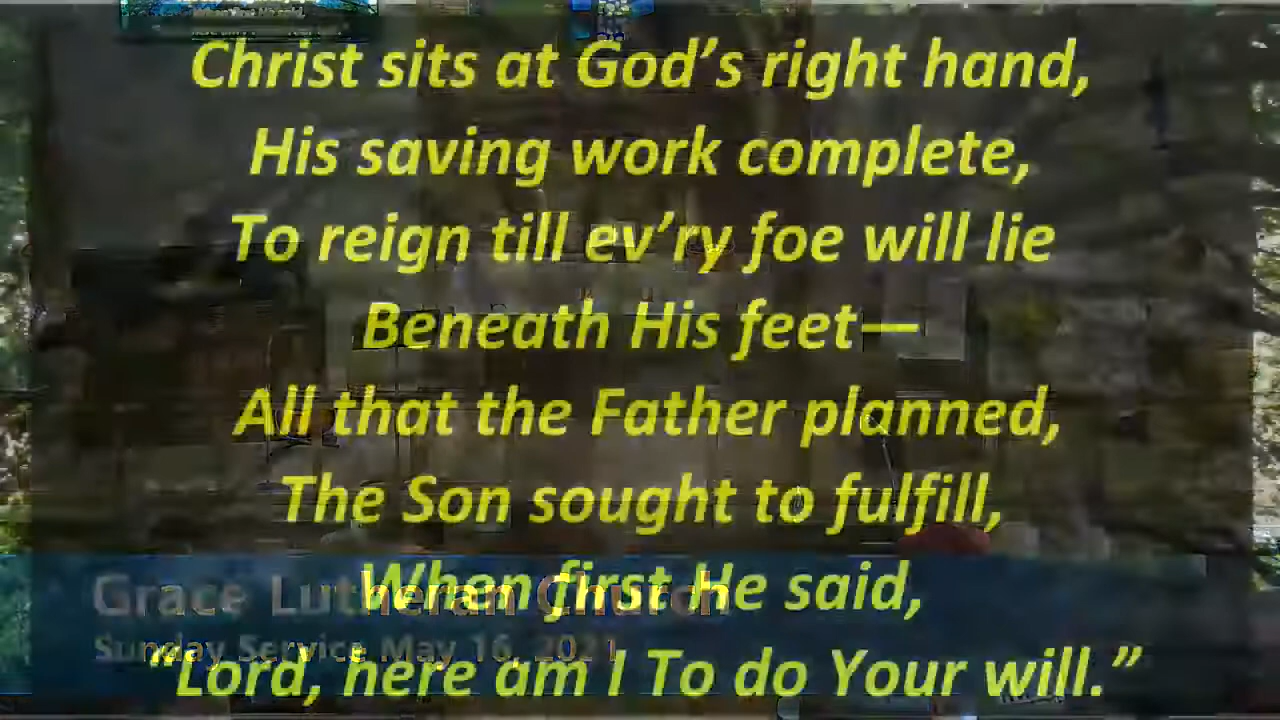 Christ sits at God’s right hand,
His saving work complete,
To reign till ev’ry foe will lie
Beneath His feet—
All that the Father planned,
The Son sought to fulfill,
When first He said,
“Lord, here am I To do Your will.”
Grace Lutheran Church
Sunday Service May 16, 2021